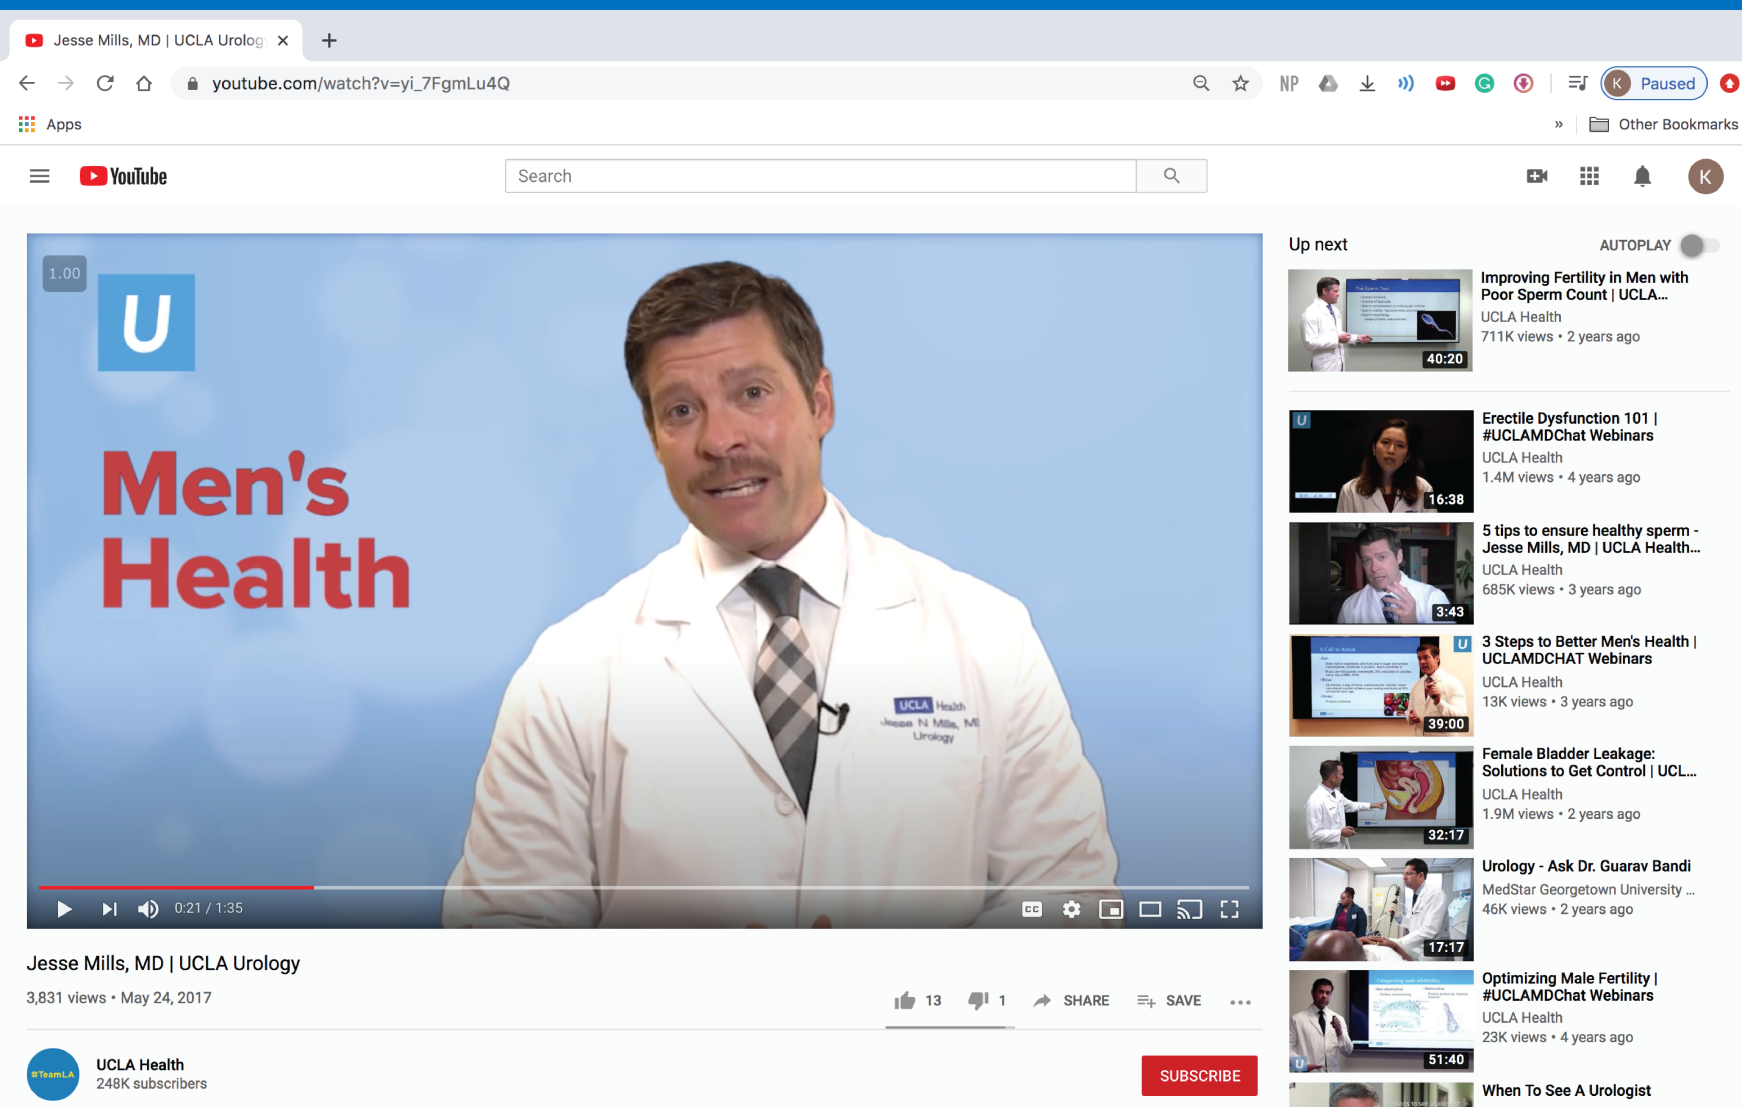 Jesse Mills, MD | UCLA Urolog
youtube.com/watch?v=yi_7FgmLu4Q
NP
K
Paused
Apps
»
Other Bookmarks
YouTube
Search
K
1.00
U
Men's
Health
UCLA Health
Jesse N Mills, M
Urology
0:21 / 1:35
CC
Jesse Mills, MD | UCLA Urology
3,831 views • May 24, 2017
13
1
SHARE
SAVE
#TeamLA
UCLA Health
248K subscribers
SUBSCRIBE
Up next
AUTOPLAY
The Sperm Test
40:20
Improving Fertility in Men with
Poor Sperm Count | UCLA...
UCLA Health
711K views • 2 years ago
U
16:38
Erectile Dysfunction 101 |
#UCLAMDChat Webinars
UCLA Health
1.4M views • 4 years ago
3:43
5 tips to ensure healthy sperm -
Jesse Mills, MD | UCLA Health...
UCLA Health
685K views • 3 years ago
A Call to Action
U
39:00
3 Steps to Better Men's Health |
UCLAMDCHAT Webinars
UCLA Health
13K views • 3 years ago
32:17
Female Bladder Leakage:
Solutions to Get Control | UCL...
UCLA Health
1.9M views • 2 years ago
17:17
Urology - Ask Dr. Guarav Bandi
MedStar Georgetown University ...
46K views • 2 years ago
U
51:40
Optimizing Male Fertility |
#UCLAMDChat Webinars
UCLA Health
23K views • 4 years ago
When To See A Urologist